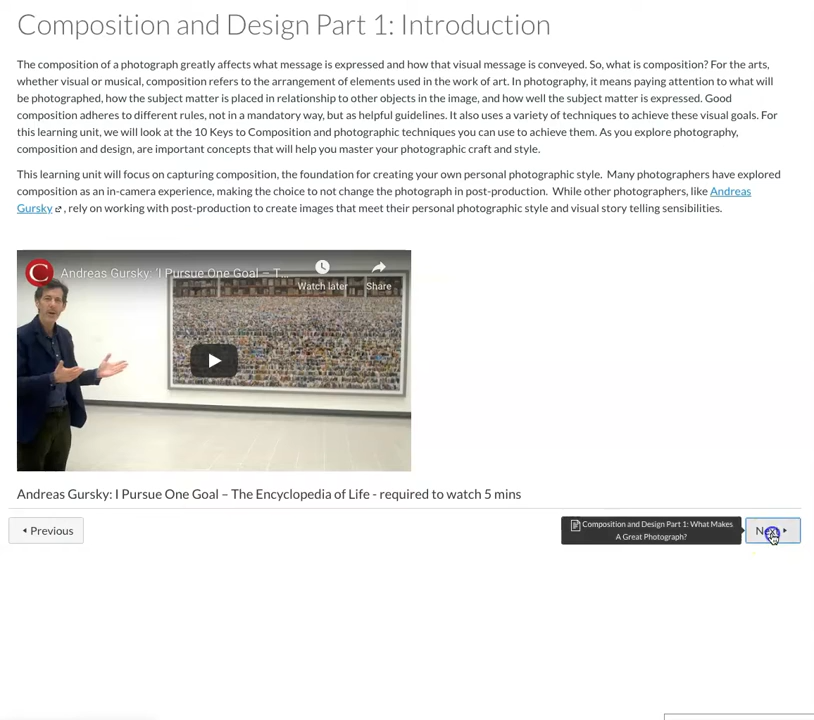 Composition and Design Part 1: Introduction
The composition of a photograph greatly affects what message is expressed and how that visual message is conveyed. So, what is composition? For the arts,
whether visual or musical, composition refers to the arrangement of elements used in the work of art. In photography, it means paying attention to what will
be photographed, how the subject matter is placed in relationship to other objects in the image, and how well the subject matter is expressed. Good
composition adheres to different rules, not in a mandatory way, but as helpful guidelines. It also uses a variety of techniques to achieve these visual goals. For
this learning unit, we will look at the 10 Keys to Composition and photographic techniques you can use to achieve them. As you explore photography,
composition and design, are important concepts that will help you master your photographic craft and style.
This learning unit will focus on capturing composition, the foundation for creating your own personal photographic style. Many photographers have explored
composition as an in-camera experience, making the choice to not change the photograph in post-production. While other photographers, like Andreas
Gursky, rely on working with post-production to create images that meet their personal photographic style and visual story telling sensibilities.
C Andreas Gursky: 'I Pursue One Goal – T...
Watch later Share
Andreas Gursky: I Pursue One Goal – The Encyclopedia of Life - required to watch 5 mins
Previous
Composition and Design Part 1: What Makes
A Great Photograph?
Next